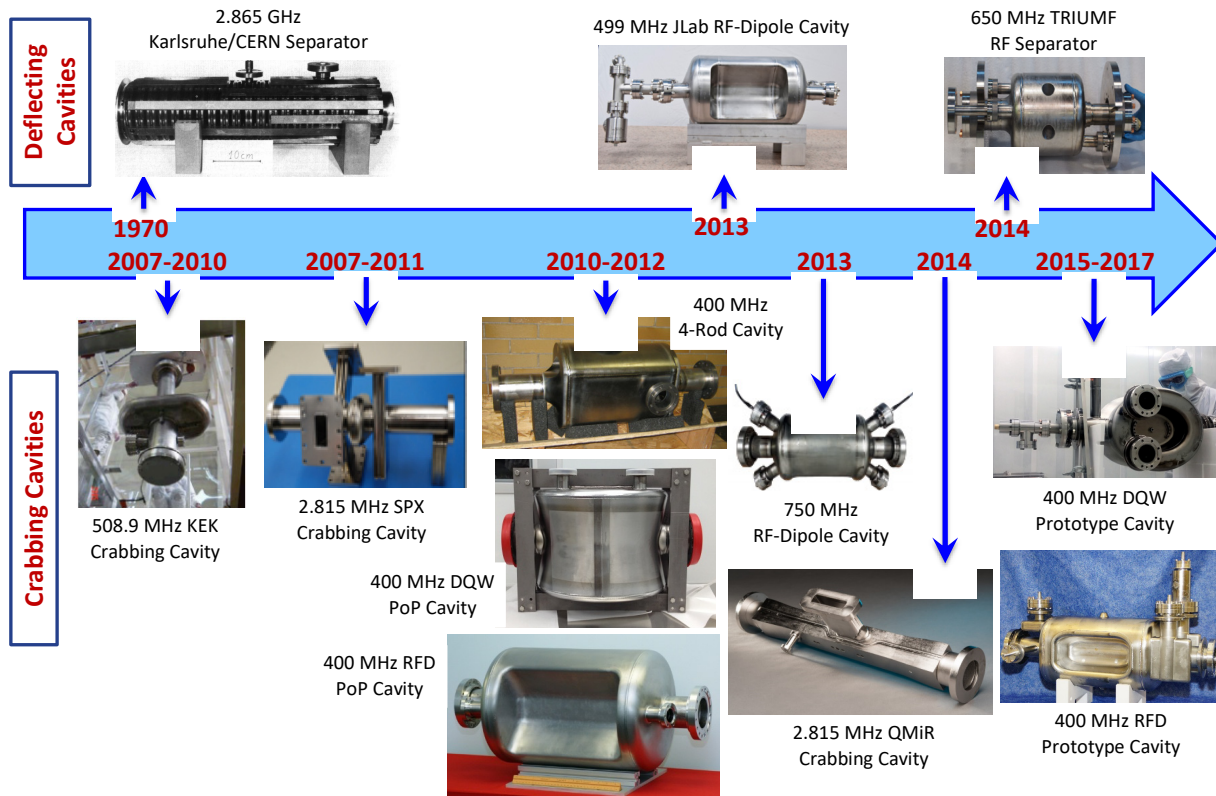 Deflecting
Cavities
2.865 GHz
Karlsruhe/CERN Separator
10cm
499 MHz JLab RF-Dipole Cavity
650 MHz TRIUMF
RF Separator
1970
2013
2014
2007-2010
2007-2011
2010-2012
2013
2014
2015-2017
Crabbing Cavities
508.9 MHz KEK
Crabbing Cavity
2.815 MHz SPX
Crabbing Cavity
400 MHz
4-Rod Cavity
400 MHz DQW
PoP Cavity
400 MHz RFD
PoP Cavity
750 MHz
RF-Dipole Cavity
2.815 MHz QMiR
Crabbing Cavity
400 MHz DQW
Prototype Cavity
400 MHz RFD
Prototype Cavity